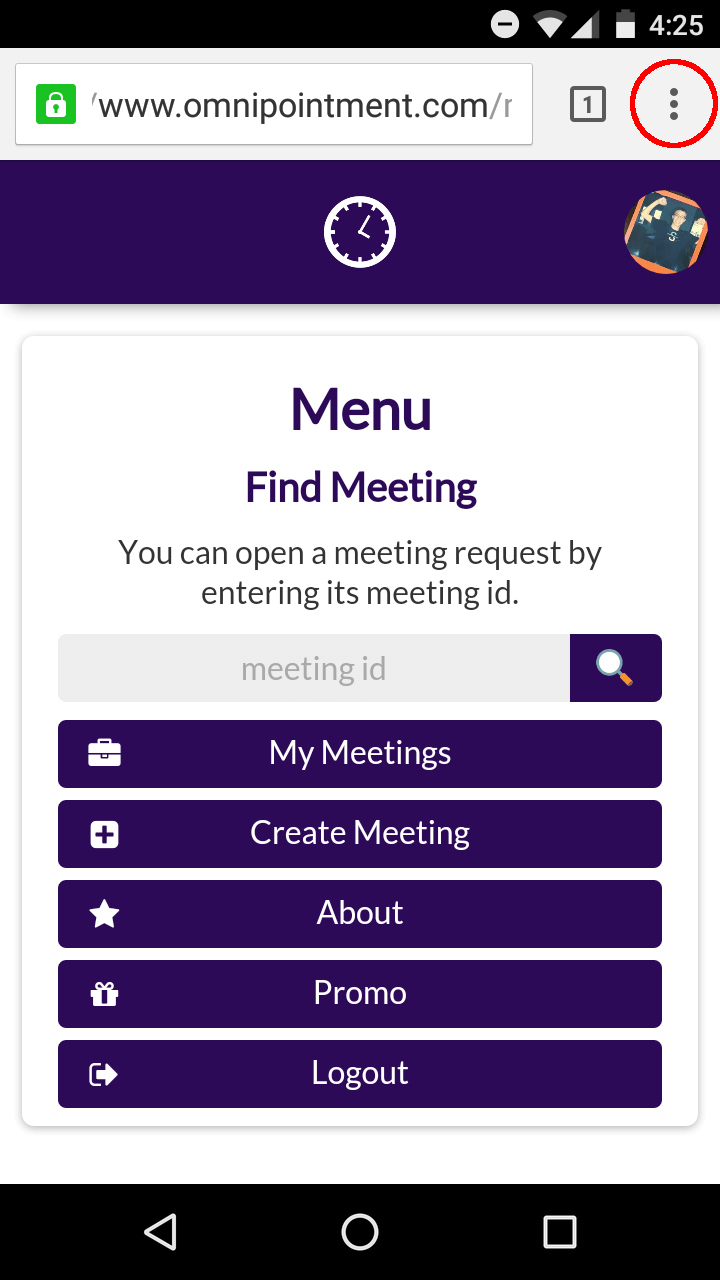 4:25
/www.omnipointment.com/r
1
Menu
Find Meeting
You can open a meeting request by
entering its meeting id.
meeting id
My Meetings
Create Meeting
About
Promo
Logout